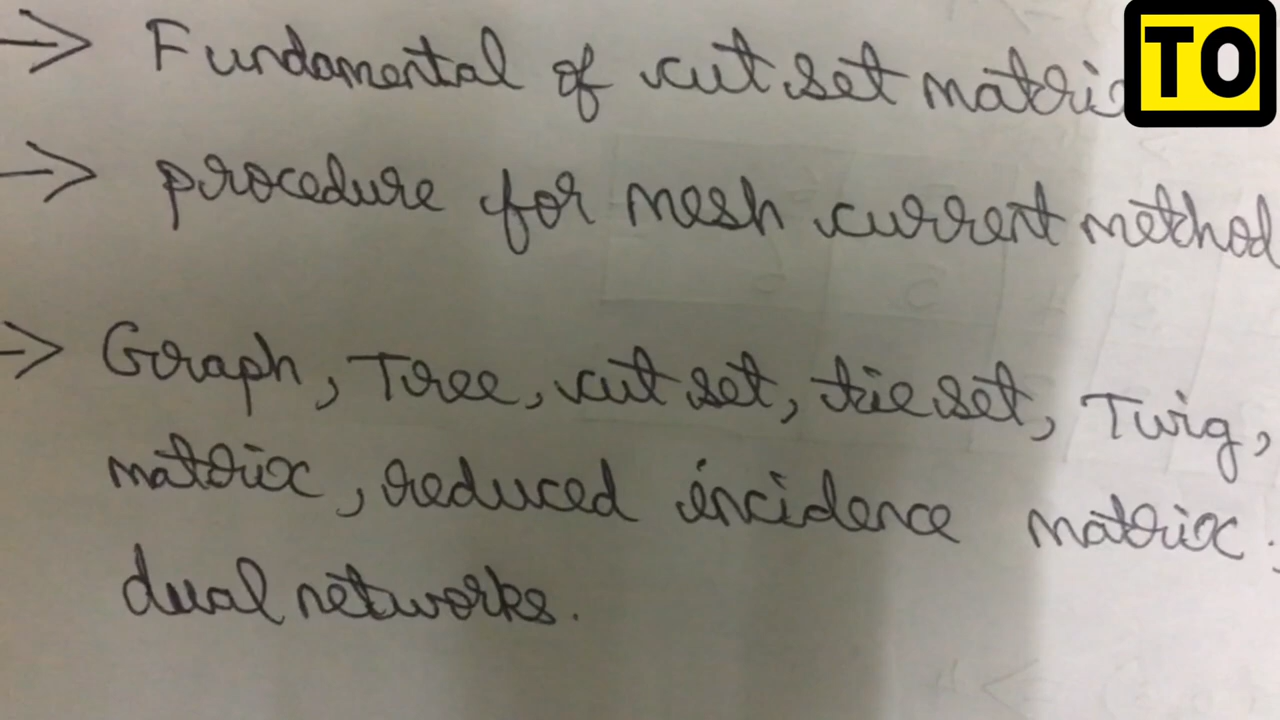 → Fundamental of cut set matric
TO
→ procedure for mesh current method
→ Graph, Tree, cut set, tie set, Twig,
matrix, reduced incidence matrix,
dual networks.